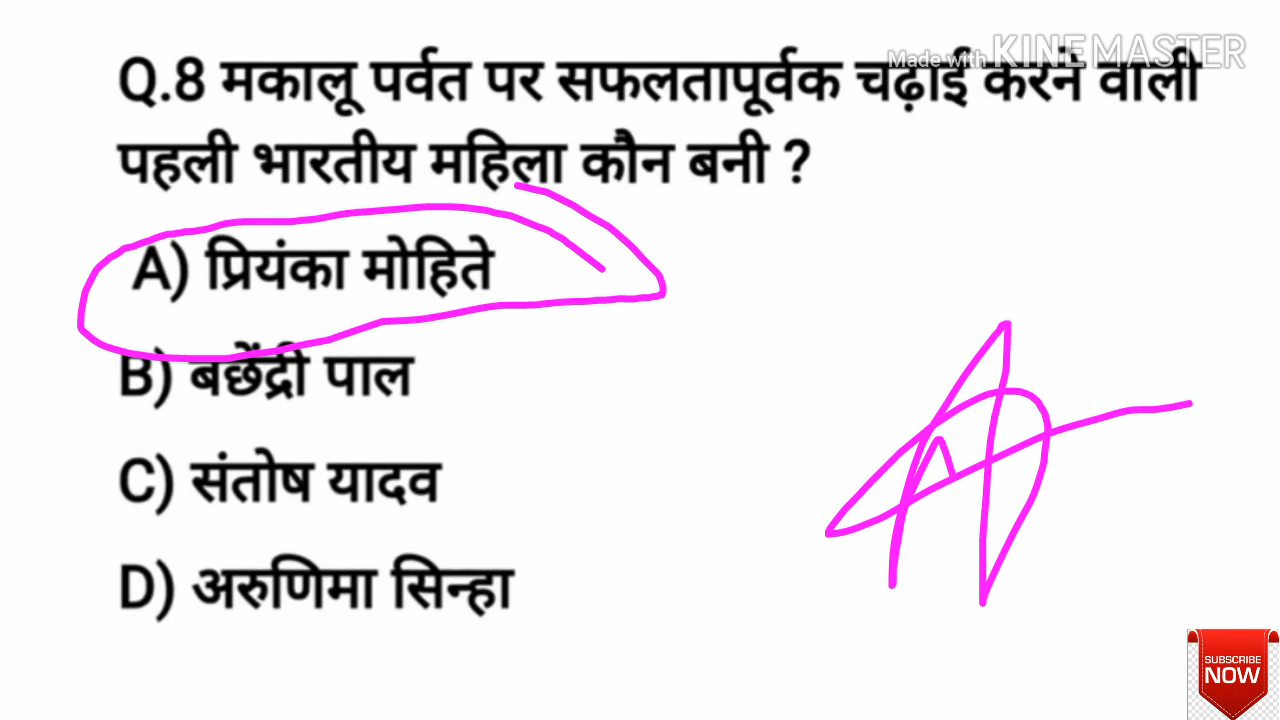 Made with KINEMASTER
Q.8 मकालू पर्वत पर सफलतापूर्वक चढ़ाई करने वाली
पहली भारतीय महिला कौन बनी ?
A) प्रियंका मोहिते
B) बछेंद्री पाल
C) संतोष यादव
D) अरुणिमा सिन्हा
A
SUBSCRIBE
NOW